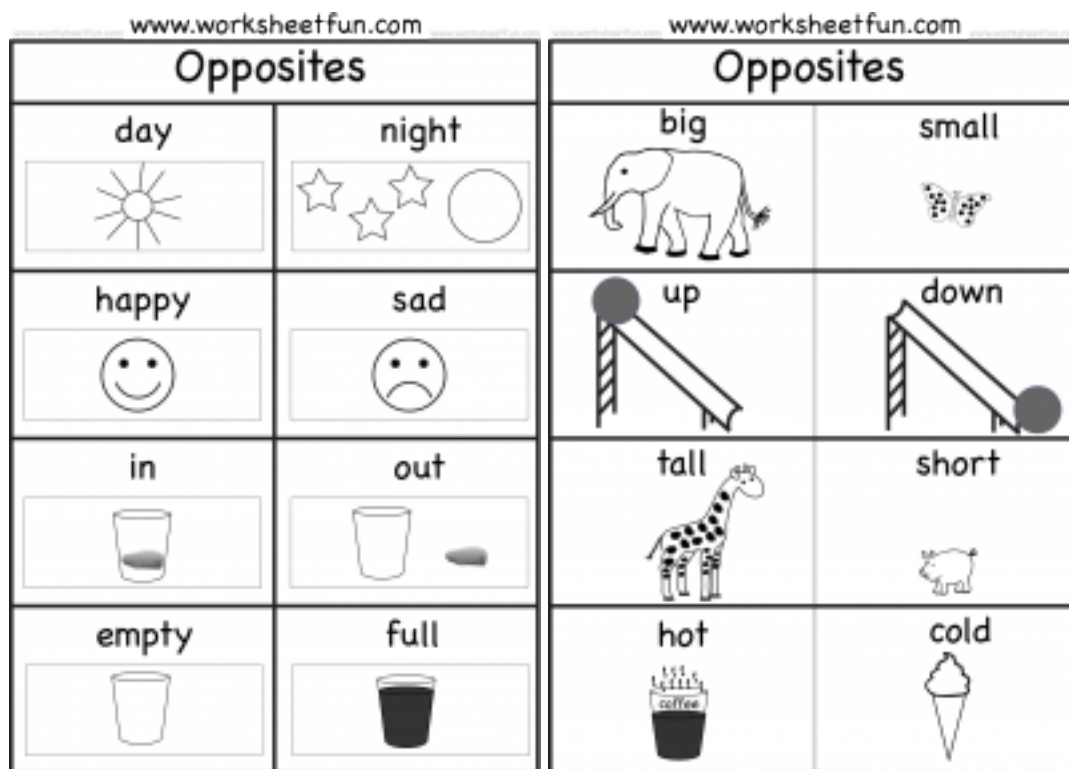 www.worksheetfun.com
Opposites
day night
happy sad
in out
empty full
www.worksheetfun.com
Opposites
big small
up down
tall short
hot cold
coffee